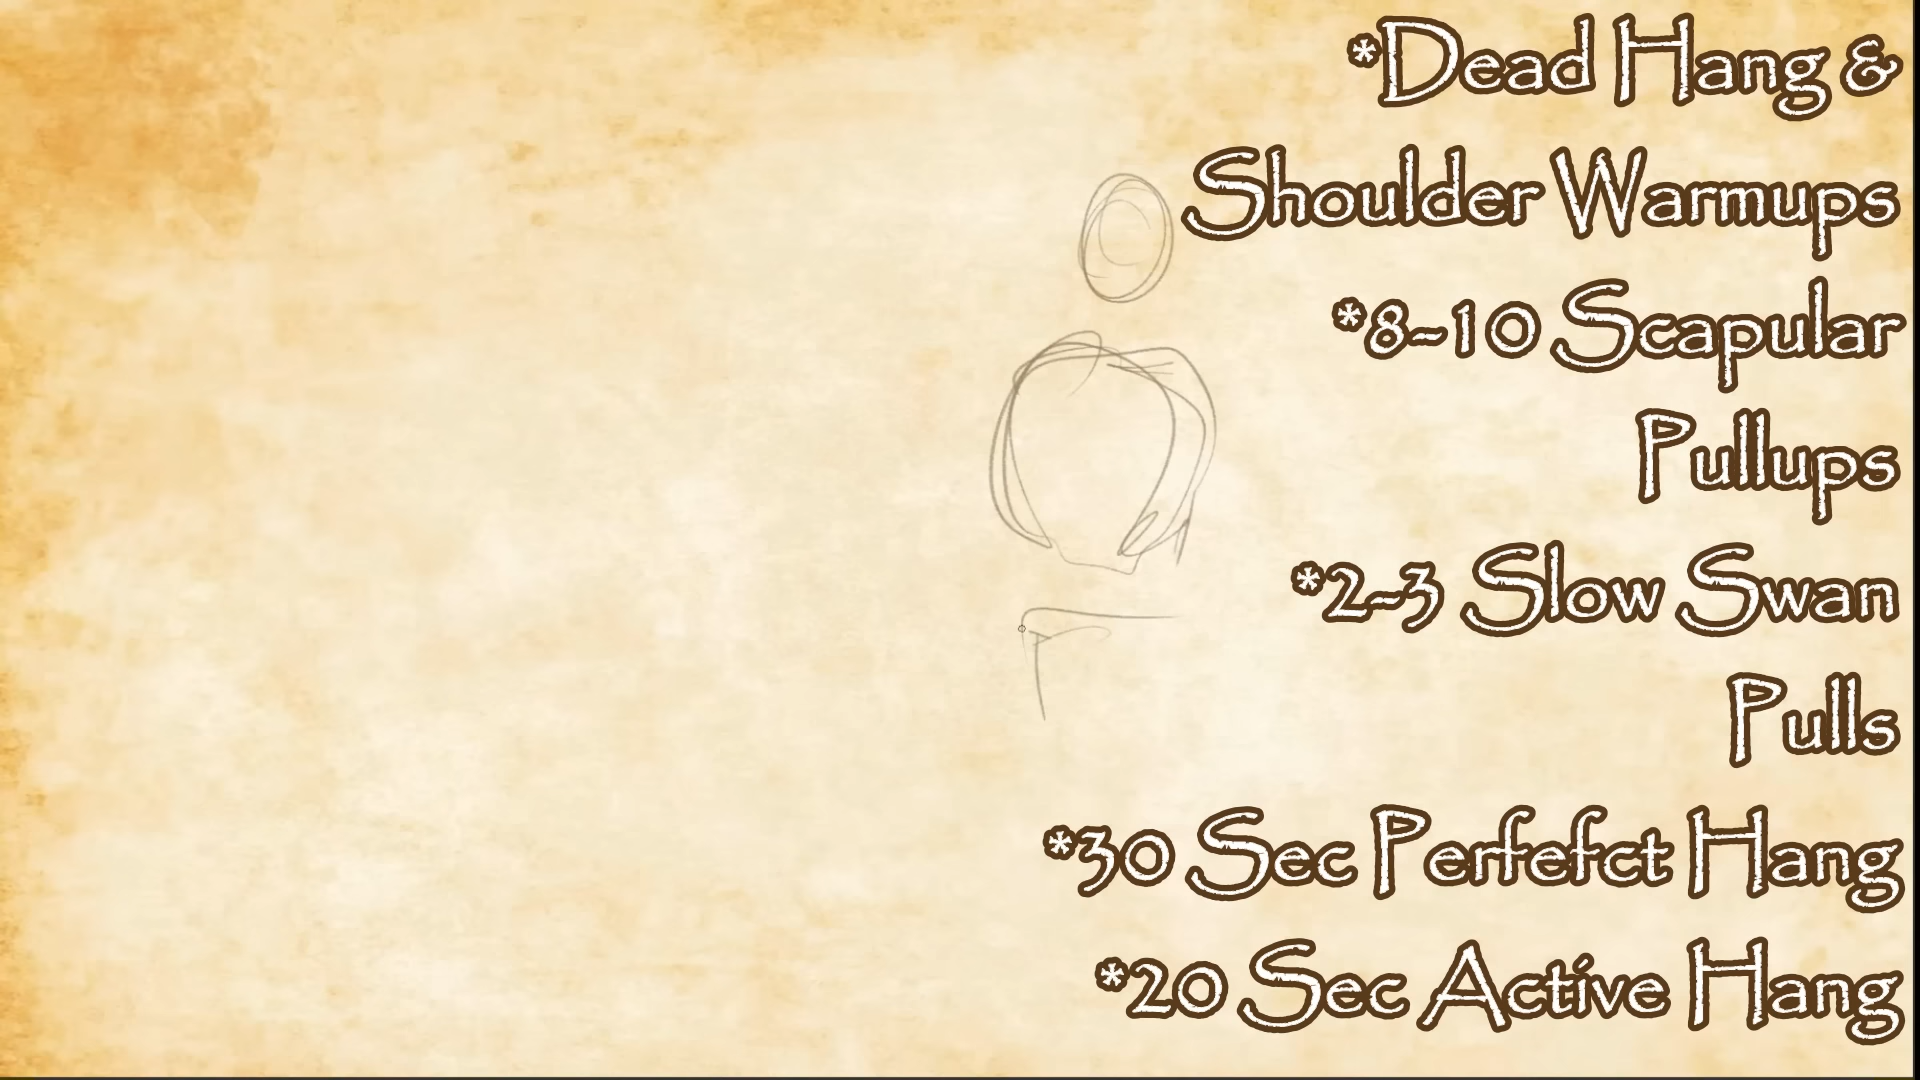 *Dead Hang &
Shoulder Warmups
*8-10 Scapular
Pullups
*2-3 Slow Swan
Pulls
*30 Sec Perfefct Hang
*20 Sec Active Hang